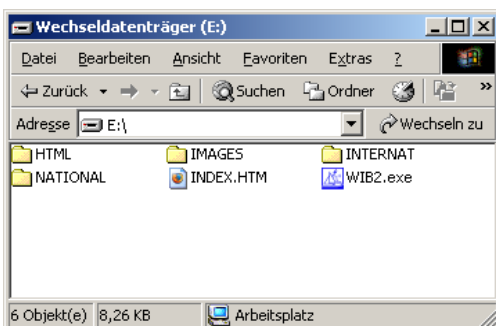 Wechseldatenträger (E:)
Datei Bearbeiten Ansicht Favoriten Extras ?
Zurück Suchen Ordner »
Adresse E:\ Wechseln zu
HTML IMAGES INTERNAT
NATIONAL INDEX.HTM WIB2.exe
6 Objekt(e) 8,26 KB Arbeitsplatz